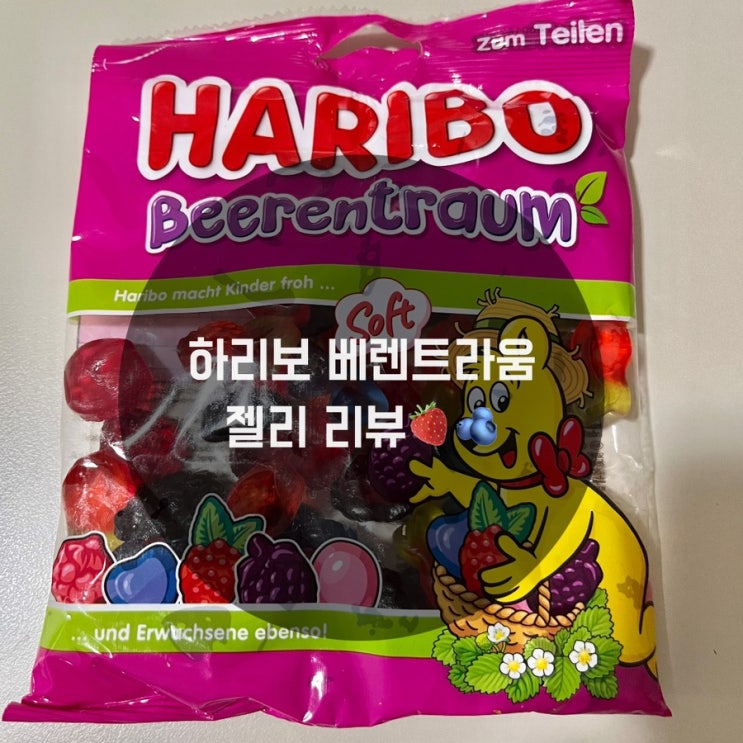 zum Teilen
HARIBO
Beerentraum
Haribo macht Kinder froh ...
Soft
하리보 베렌트라움
젤리 리뷰🍓🫐
... und Erwachsene ebenso!